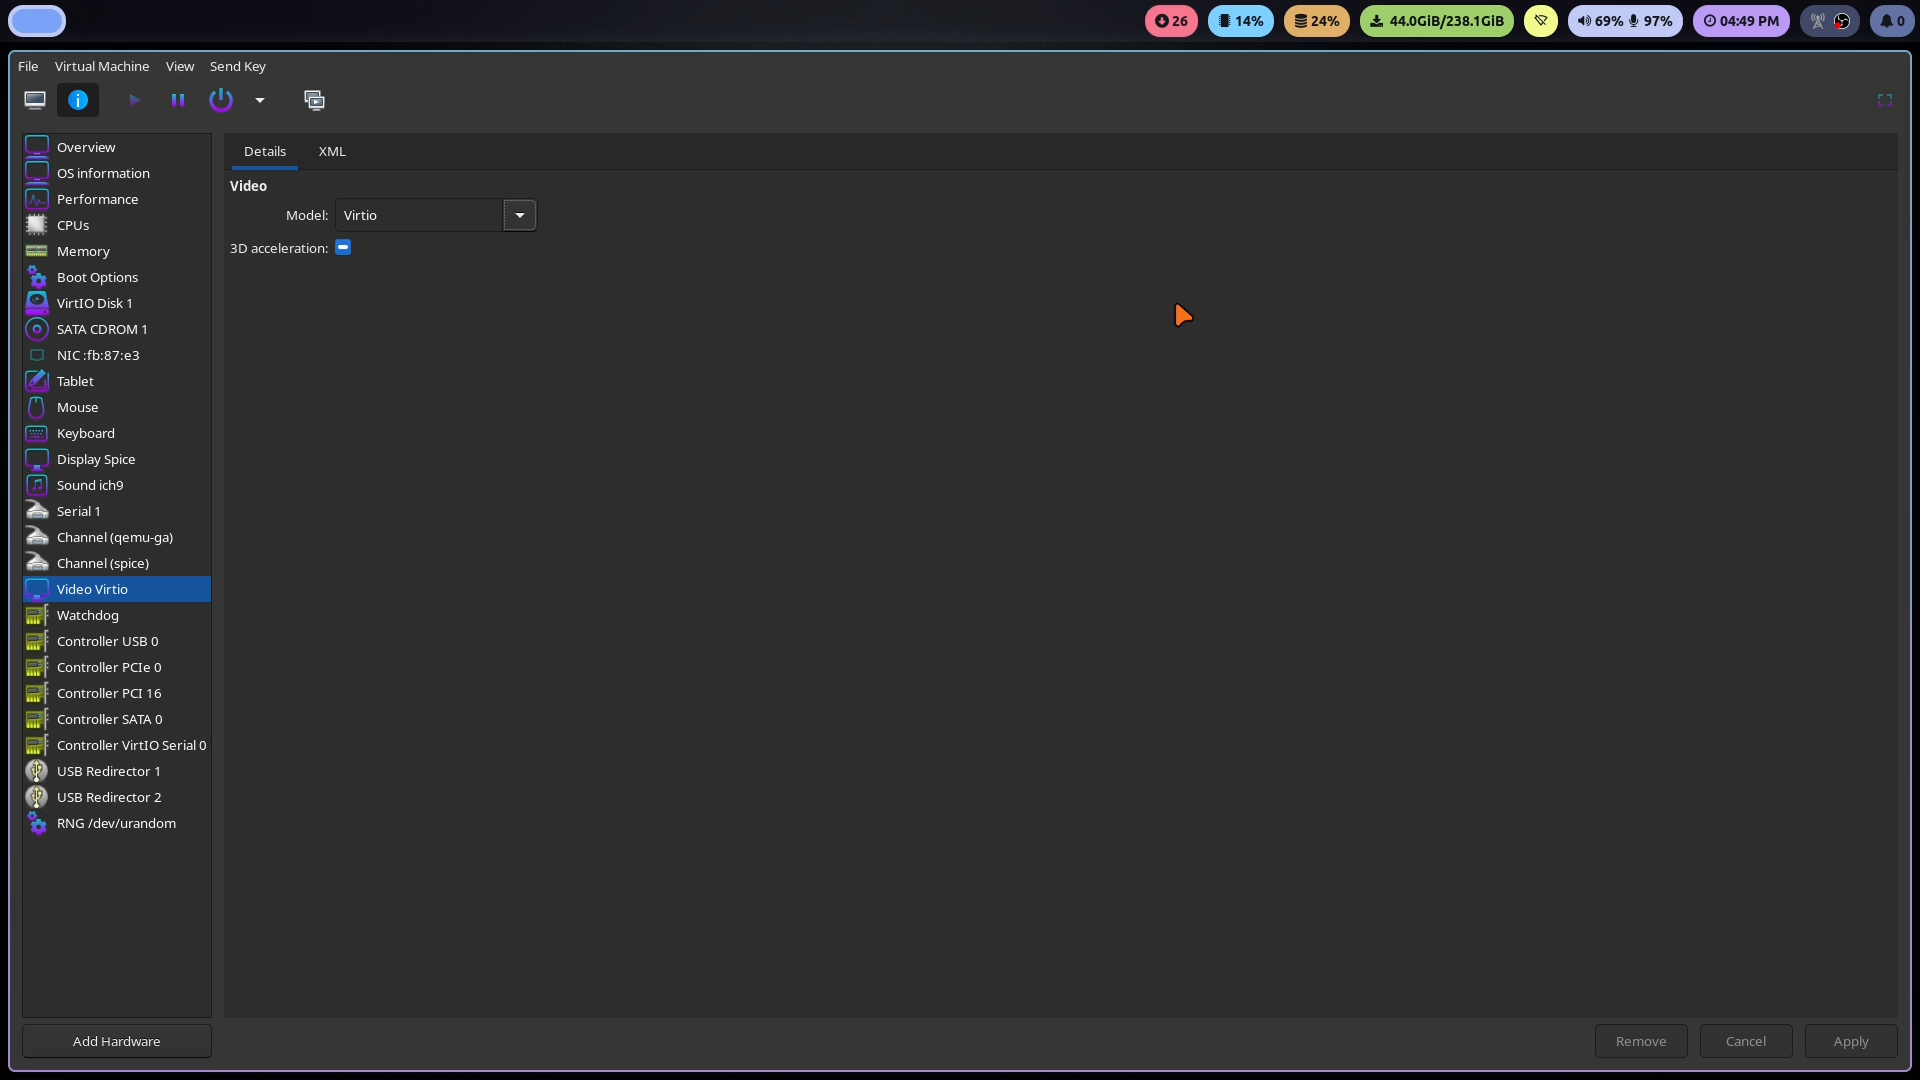 26 14% 24% 44.0GiB/238.1GiB 69% 97% 04:49 PM 0
File Virtual Machine View Send Key
Overview
OS information
Performance
CPUs
Memory
Boot Options
VirtIO Disk 1
SATA CDROM 1
NIC :fb:87:e3
Tablet
Mouse
Keyboard
Display Spice
Sound ich9
Serial 1
Channel (qemu-ga)
Channel (spice)
Video Virtio
Watchdog
Controller USB 0
Controller PCIe 0
Controller PCI 16
Controller SATA 0
Controller VirtIO Serial 0
USB Redirector 1
USB Redirector 2
RNG /dev/urandom
Add Hardware
Details XML
Video
Model: Virtio
3D acceleration:
Remove Cancel Apply